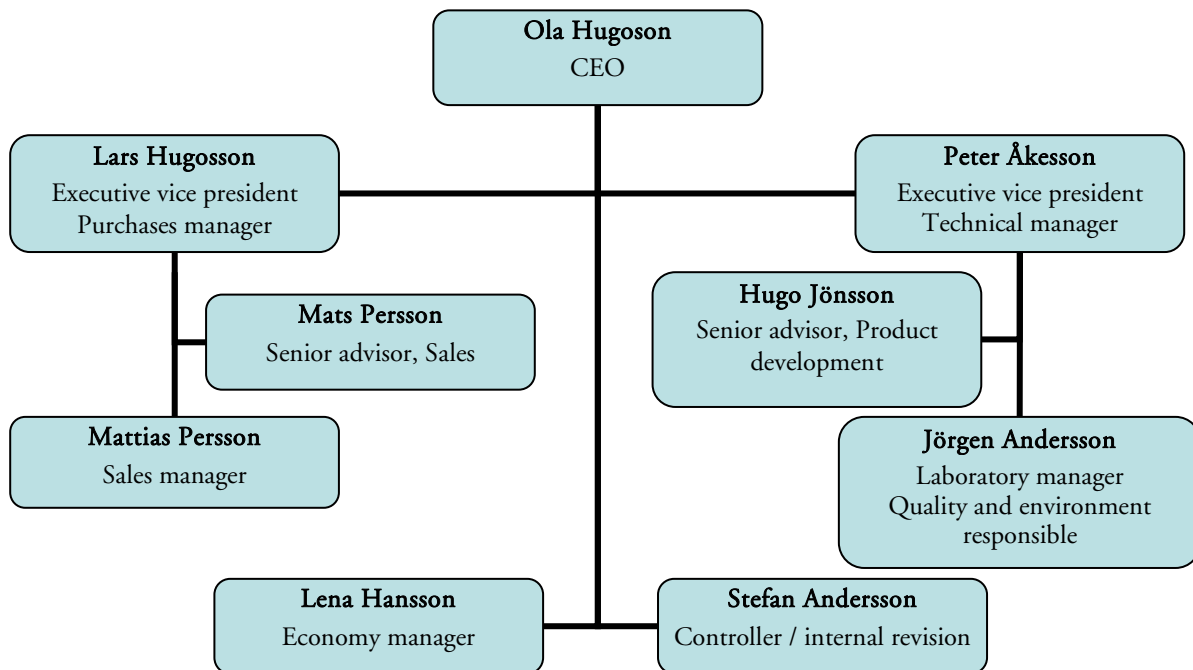 Ola Hugoson
CEO
Lars Hugosson
Executive vice president
Purchases manager
Peter Åkesson
Executive vice president
Technical manager
Mats Persson
Senior advisor, Sales
Hugo Jönsson
Senior advisor, Product
development
Mattias Persson
Sales manager
Jörgen Andersson
Laboratory manager
Quality and environment
responsible
Lena Hansson
Economy manager
Stefan Andersson
Controller / internal revision